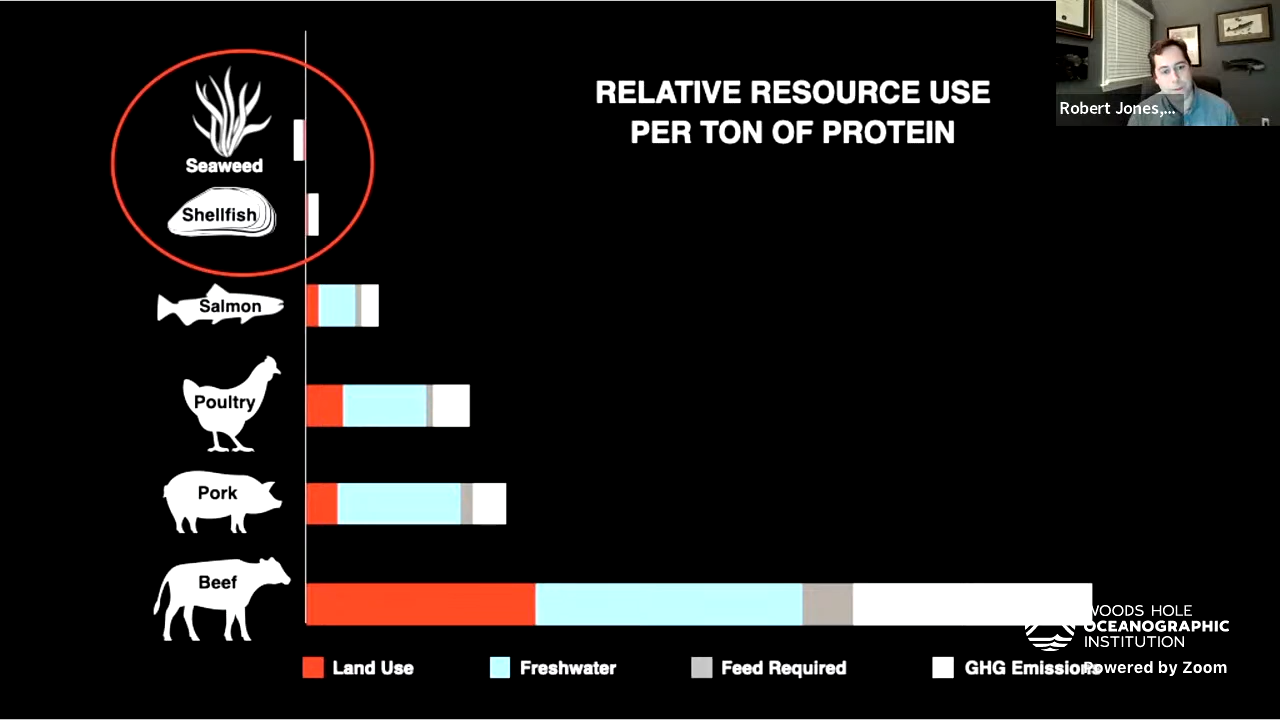 RELATIVE RESOURCE USE
PER TON OF PROTEIN
Robert Jones,...
Seaweed
Shellfish
Salmon
Poultry
Pork
Beef
Land Use
Freshwater
Feed Required
GHG Emissions
WOODS HOLE
OCEANOGRAPHIC
INSTITUTION
Powered by Zoom